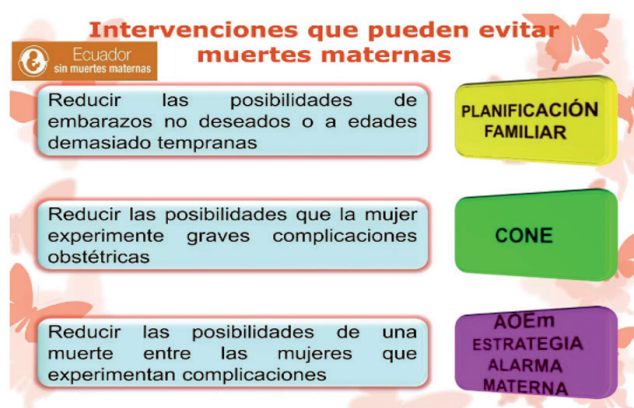 Intervenciones que pueden evitar
muertes maternas
Ecuador
sin muertes maternas
Reducir las posibilidades de
embarazos no deseados o a edades
demasiado tempranas
PLANIFICACIÓN
FAMILIAR
Reducir las posibilidades que la mujer
experimente graves complicaciones
obstétricas
CONE
Reducir las posibilidades de una
muerte entre las mujeres que
experimentan complicaciones
AOEm
ESTRATEGIA
ALARMA
MATERNA